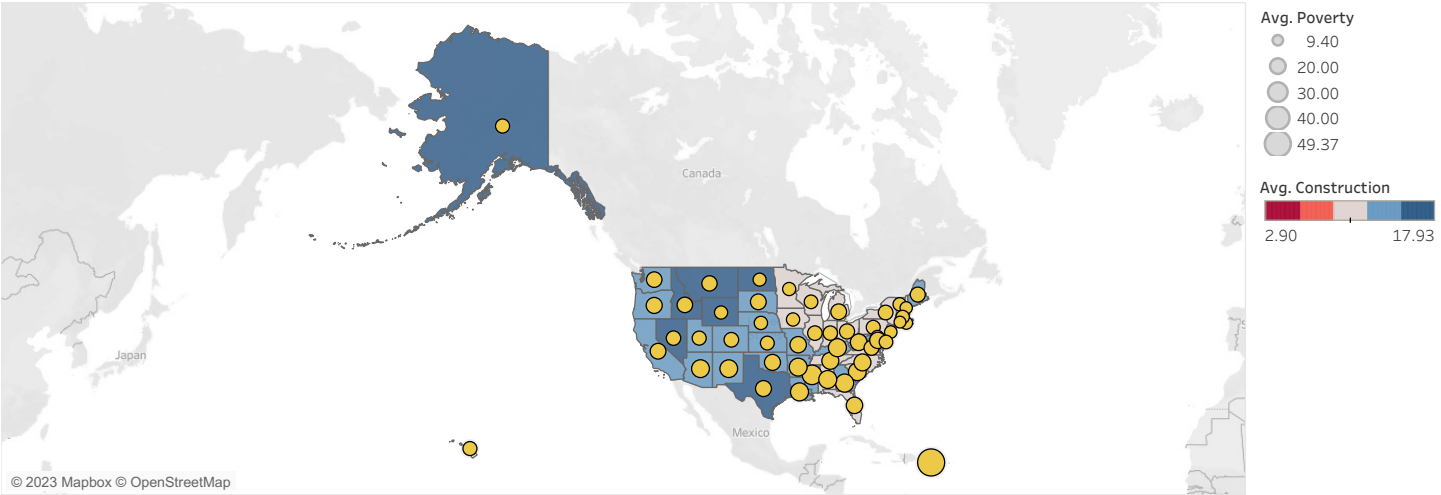 Canada
Japan
Mexico
© 2023 Mapbox © OpenStreetMap
Avg. Poverty
9.40
20.00
30.00
40.00
49.37
Avg. Construction
2.90 17.93